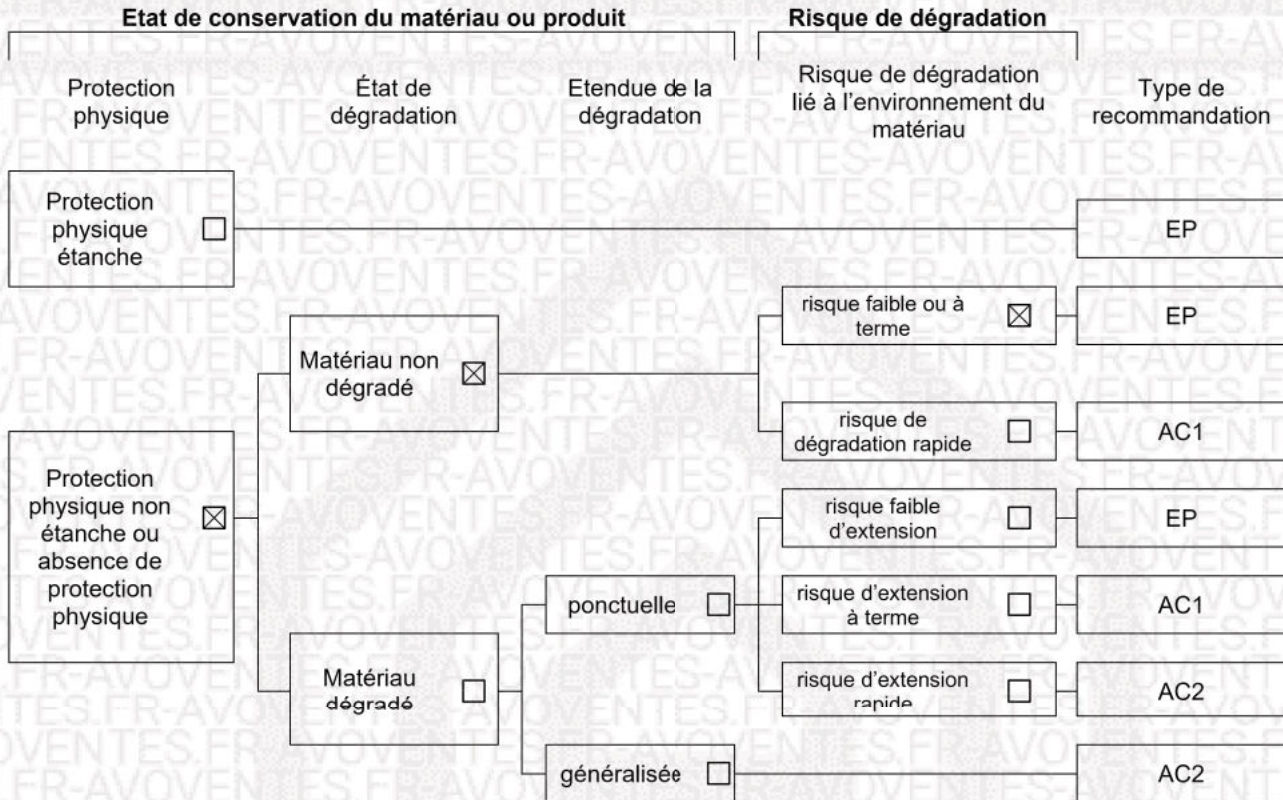 Etat de conservation du matériau ou produit
Risque de dégradation
Protection
physique
État de
dégradation
Etendue de la
dégradation
Risque de dégradation
lié à l'environnement du
matériau
Type de
recommandation
Protection
physique
étanche
EP
risque faible ou à
terme
EP
Matériau non
dégradé
risque de
dégradation rapide
AC1
Protection
physique non
étanche ou
absence de
protection
physique
risque faible
d'extension
EP
ponctuelle
risque d'extension
à terme
AC1
Matériau
dégradé
risque d'extension
rapide
AC2
généralisée
AC2